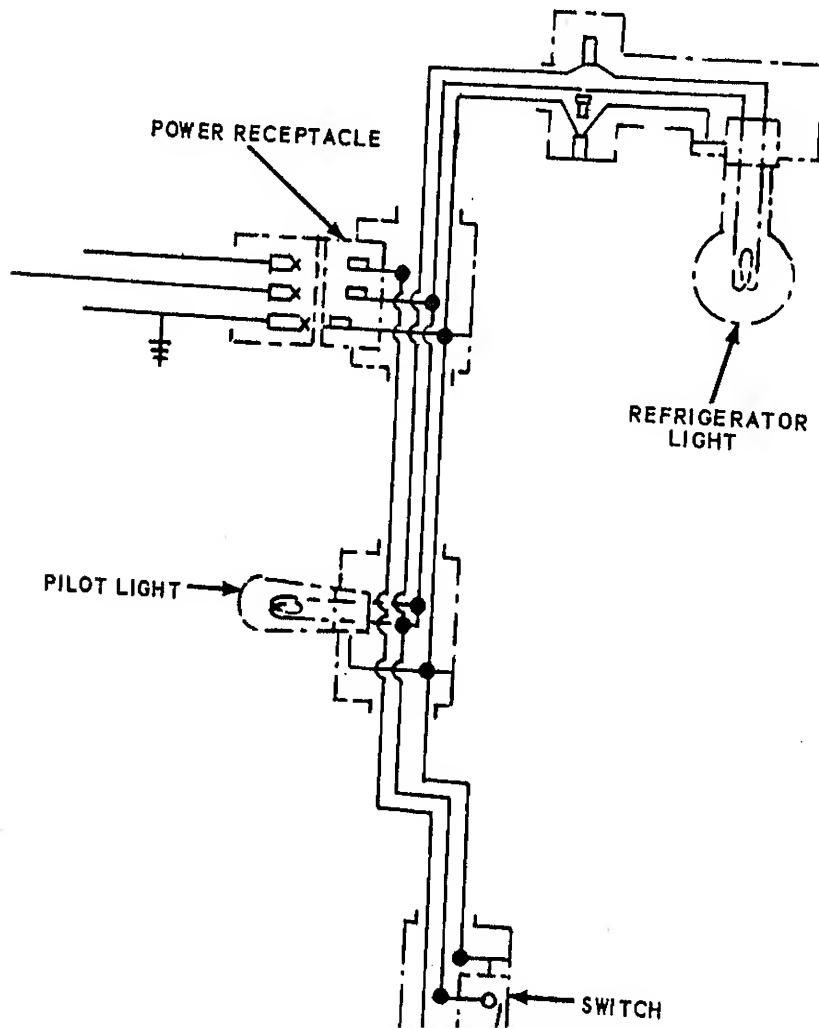 POWER RECEPTACLE
REFRIGERATOR
LIGHT
PILOT LIGHT
SWITCH